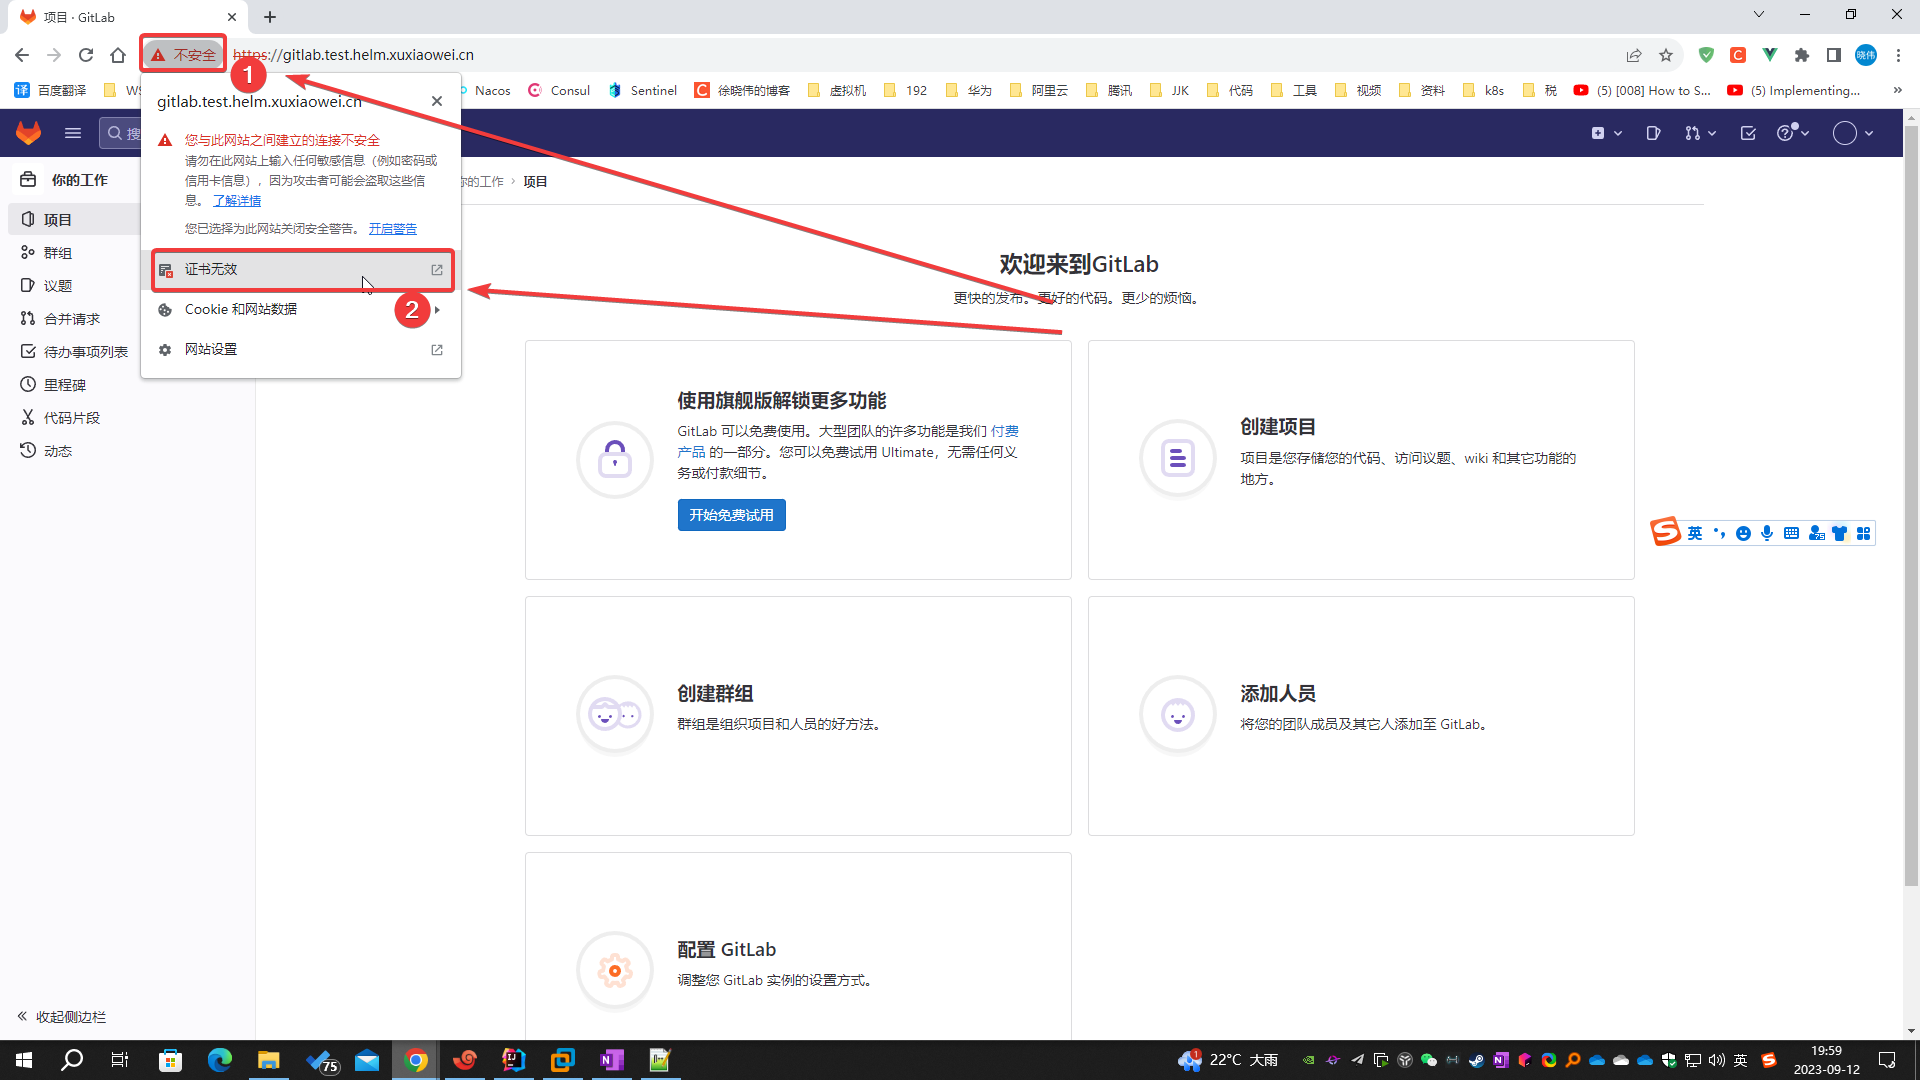 项目 · GitLab
不安全
https://gitlab.test.helm.xuxiaowei.cn
晓伟
1
译 百度翻译
WS
Nacos
Consul
Sentinel
C 徐晓伟的博客
虚拟机
192
华为
阿里云
腾讯
JJK
代码
工具
视频
资料
k8s
税
(5) [008] How to S...
(5) Implementing...
»
gitlab.test.helm.xuxiaowei.cn
您与此网站之间建立的连接不安全
请勿在此网站上输入任何敏感信息（例如密码或
信用卡信息），因为攻击者可能会盗取这些信
息。 了解详情
您已选择为此网站关闭安全警告。 开启警告
证书无效
Cookie 和网站数据
2
网站设置
搜
你的工作
项目
群组
议题
合并请求
待办事项列表
里程碑
代码片段
动态
收起侧边栏
你的工作 › 项目
欢迎来到GitLab
更快的发布。更好的代码。更少的烦恼。
使用旗舰版解锁更多功能
GitLab 可以免费使用。大型团队的许多功能是我们 付费
产品 的一部分。您可以免费试用 Ultimate，无需任何义
务或付款细节。
开始免费试用
创建项目
项目是您存储您的代码、访问议题、wiki 和其它功能的
地方。
创建群组
群组是组织项目和人员的好方法。
添加人员
将您的团队成员及其它人添加至 GitLab。
配置 GitLab
调整您 GitLab 实例的设置方式。
英
75
1
22°C 大雨
英
19:59
2023-09-12